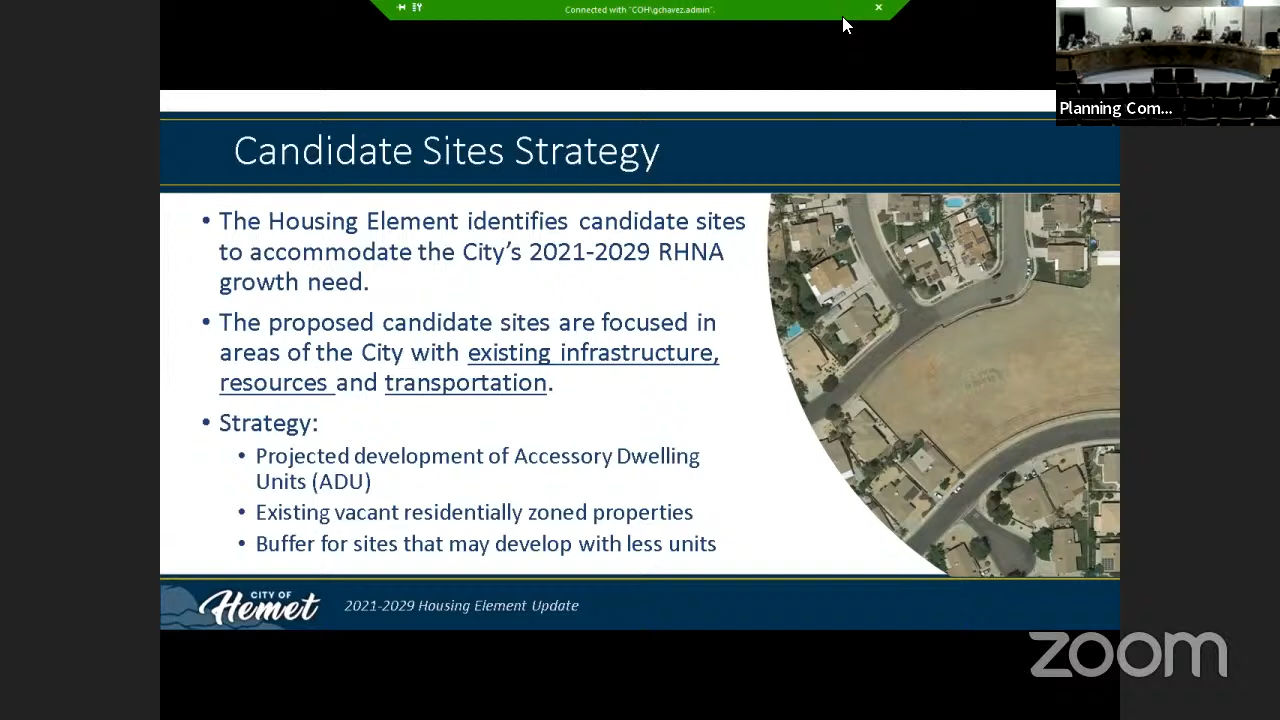 Connected with "COH\gchavez.admin".
Planning Com...
Candidate Sites Strategy
• The Housing Element identifies candidate sites
to accommodate the City's 2021-2029 RHNA
growth need.
• The proposed candidate sites are focused in
areas of the City with existing infrastructure,
resources and transportation.
• Strategy:
• Projected development of Accessory Dwelling
Units (ADU)
• Existing vacant residentially zoned properties
• Buffer for sites that may develop with less units
CITY OF
Hemet
2021-2029 Housing Element Update
zoom